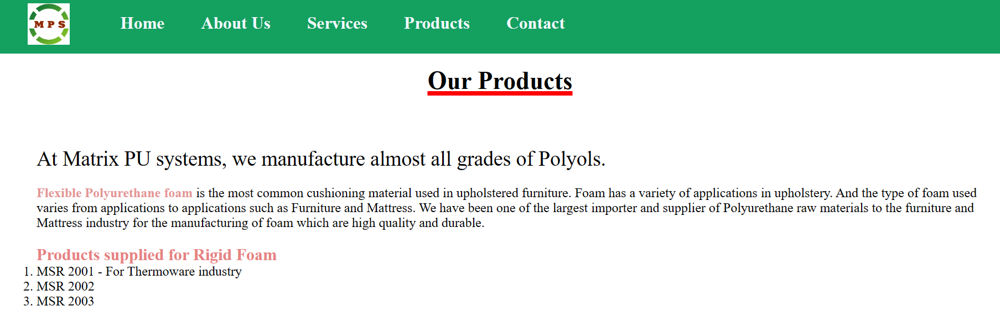 MPS
Home About Us Services Products Contact
Our Products
At Matrix PU systems, we manufacture almost all grades of Polyols.
Flexible Polyurethane foam is the most common cushioning material used in upholstered furniture. Foam has a variety of applications in upholstery. And the type of foam used
varies from applications to applications such as Furniture and Mattress. We have been one of the largest importer and supplier of Polyurethane raw materials to the furniture and
Mattress industry for the manufacturing of foam which are high quality and durable.
Products supplied for Rigid Foam
1. MSR 2001 - For Thermoware industry
2. MSR 2002
3. MSR 2003